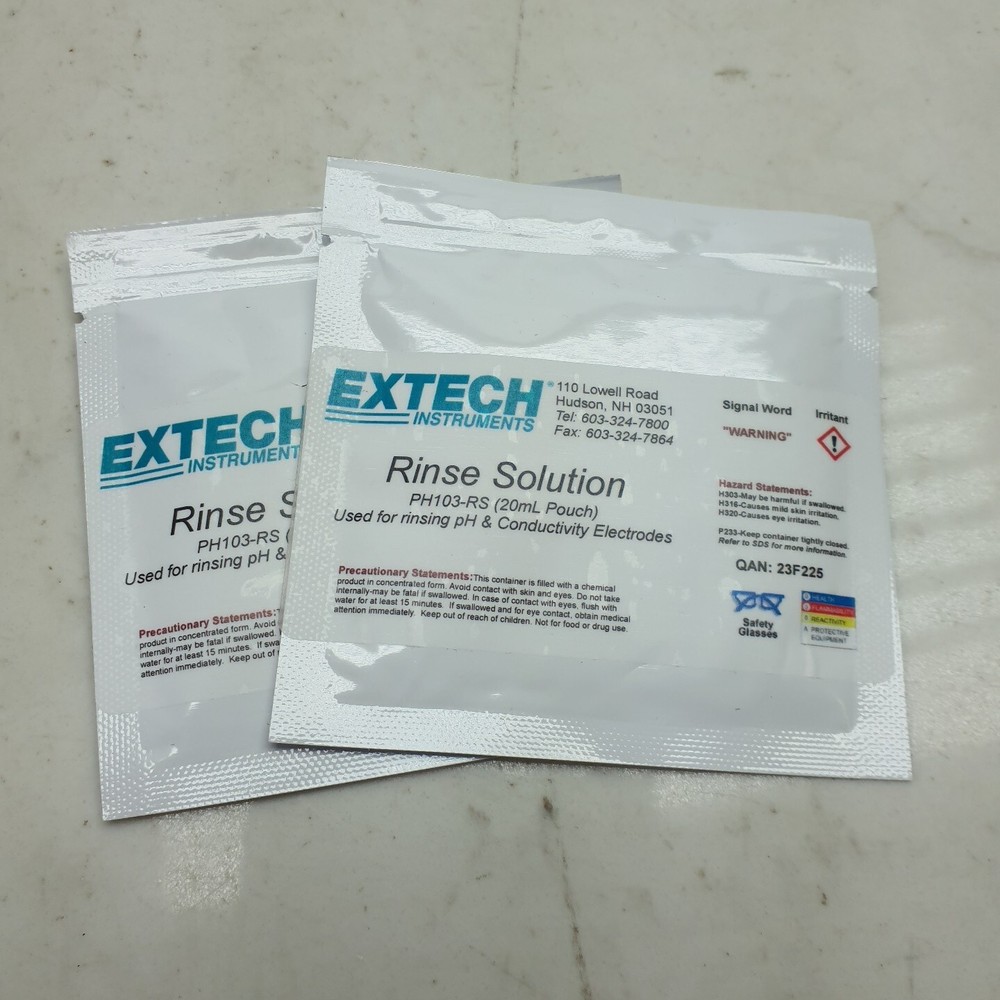 EXTECH
INSTRUMENTS
110 Lowell Road
Hudson, NH 03051
Tel: 603-324-7800
Fax: 603-324-7864
Signal Word
"WARNING"
Irritant
Rinse Solution
PH103-RS (20mL Pouch)
Used for rinsing pH & Conductivity Electrodes
Hazard Statements:
H303-May be harmful if swallowed.
H316-Causes mild skin irritation.
H320-Causes eye irritation.
P233-Keep container tightly closed.
Refer to SDS for more information.
QAN: 23F225
Precautionary Statements:This container is filled with a chemical
product in concentrated form. Avoid contact with skin and eyes. Do not take
internally-may be fatal if swallowed. In case of contact with eyes, flush with
water for at least 15 minutes. If swallowed and for eye contact, obtain medical
attention immediately. Keep out of reach of children. Not for food or drug use.
Safety
Glasses
HEALTH
FLAMMABILITY
REACTIVITY
PROTECTIVE
EQUIPMENT
EXTECH
INSTRUMENT
Rinse S
PH103-RS (
Used for rinsing pH &
Precautionary Statements:
product in concentrated form. Avoid
internally-may be fatal if swallowed.
water for at least 15 minutes. If swa
attention immediately. Keep out of